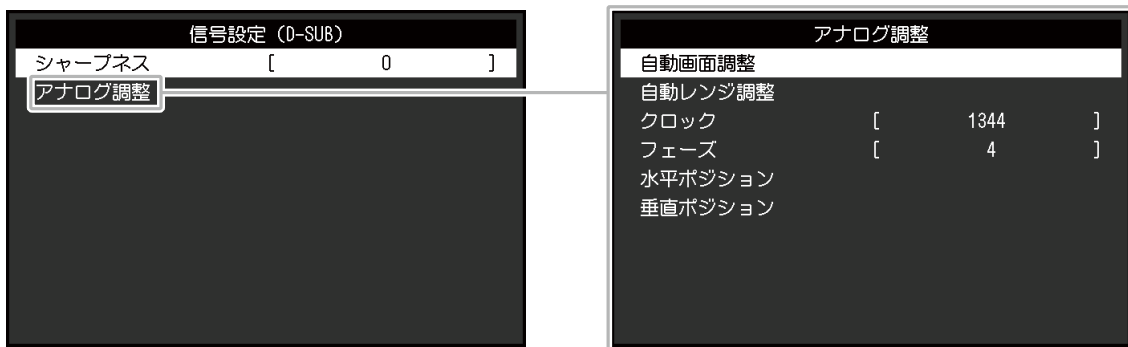 信号設定（D-SUB）
シャープネス [ 0 ]
アナログ調整
アナログ調整
自動画面調整
自動レンジ調整
クロック [ 1344 ]
フェーズ [ 4 ]
水平ポジション
垂直ポジション